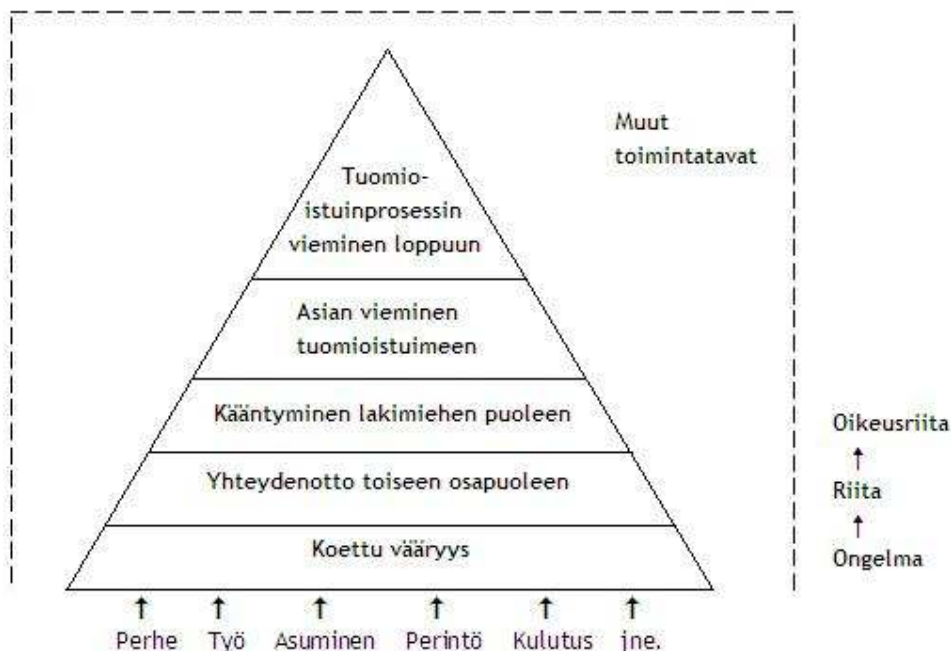 Muut
toimintatavat
Tuomio-
istuinprosessin
vieminen loppuun
Asian vieminen
tuomioistuimeen
Kääntyminen lakimiehen puoleen
Yhteydenotto toiseen osapuoleen
Koettu vääryys
Oikeusriita
↑
Riita
↑
Ongelma
↑ ↑ ↑ ↑ ↑ ↑
Perhe Työ Asuminen Perintö Kulutus jne.